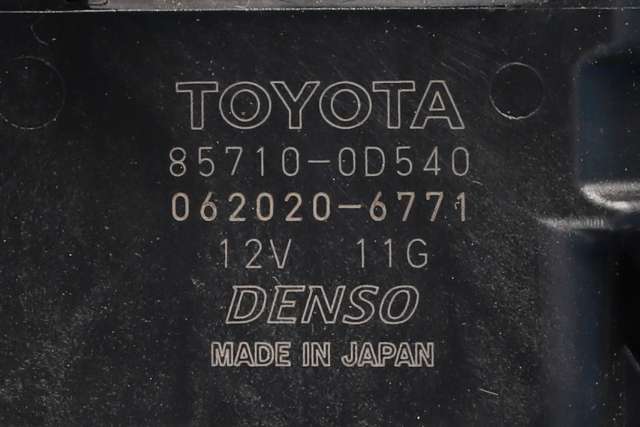 TOYOTA
85710-0D540
062020-6771
12V 11G
DENSO
MADE IN JAPAN